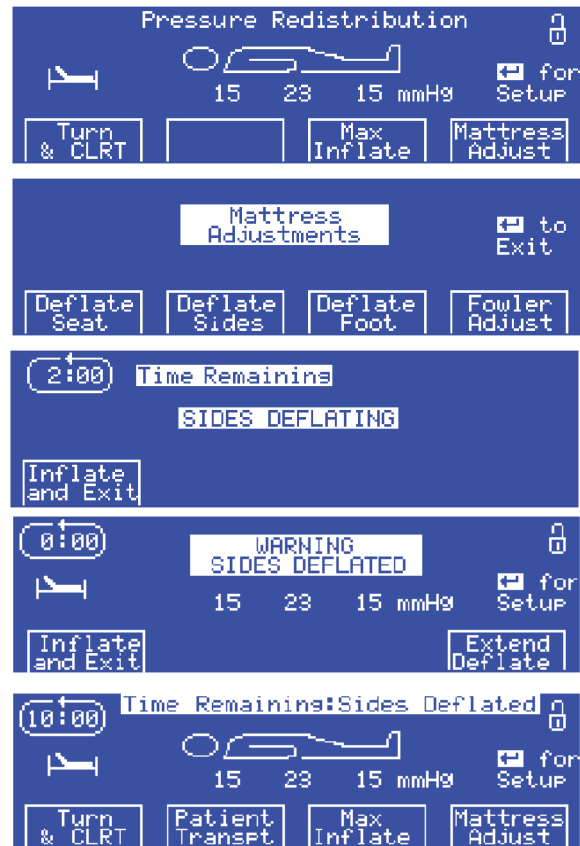 Pressure Redistribution
15 23 15 mmHg
↵ for
Setup
Turn
& CLRT
Max
Inflate
Mattress
Adjust
Mattress
Adjustments
↵ to
Exit
Deflate
Seat
Deflate
Sides
Deflate
Foot
Fowler
Adjust
2:00 Time Remaining
SIDES DEFLATING
Inflate
and Exit
0:00
WARNING
SIDES DEFLATED
15 23 15 mmHg
↵ for
Setup
Inflate
and Exit
Extend
Deflate
10:00 Time Remaining:Sides Deflated
15 23 15 mmHg
↵ for
Setup
Turn
& CLRT
Patient
Transpt
Max
Inflate
Mattress
Adjust